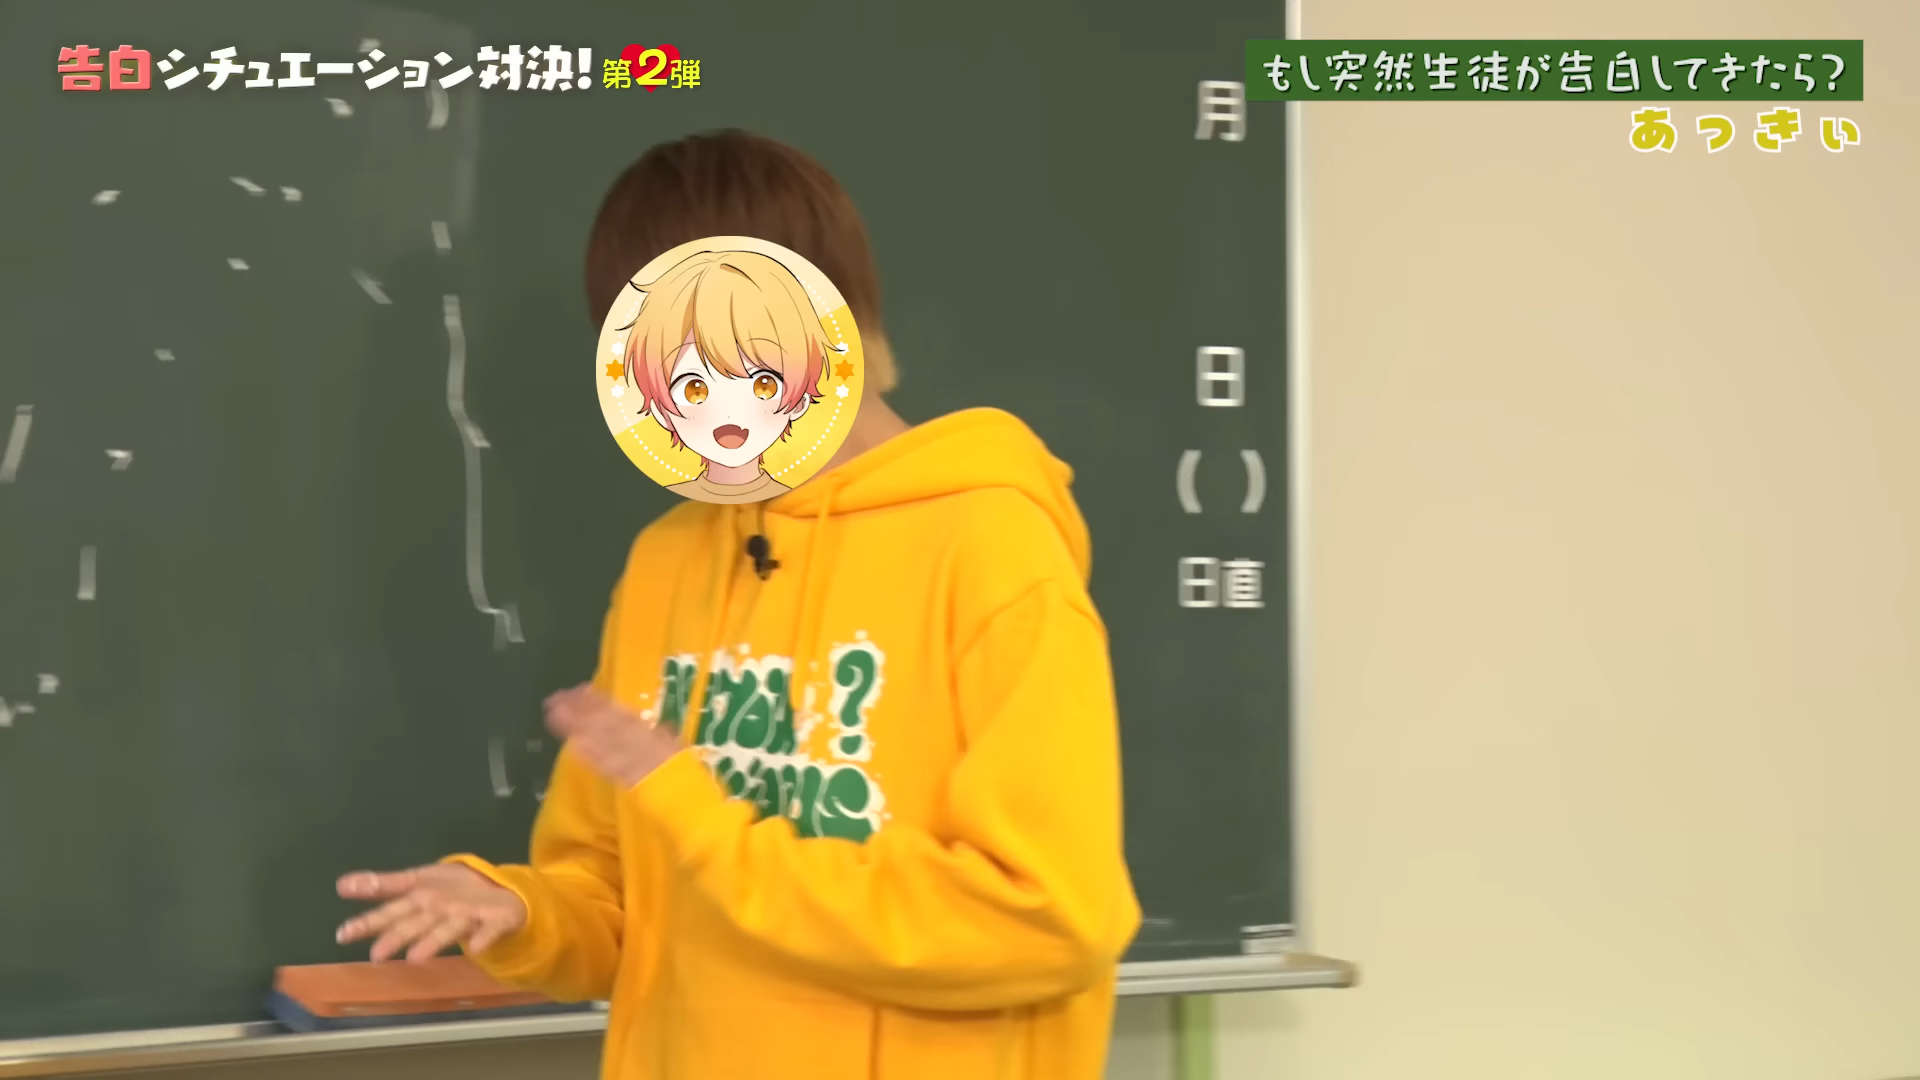 告白シチュエーション対決!第2弾
もし突然生徒が告白してきたら?
あっきぃ
月
日
( )
日直